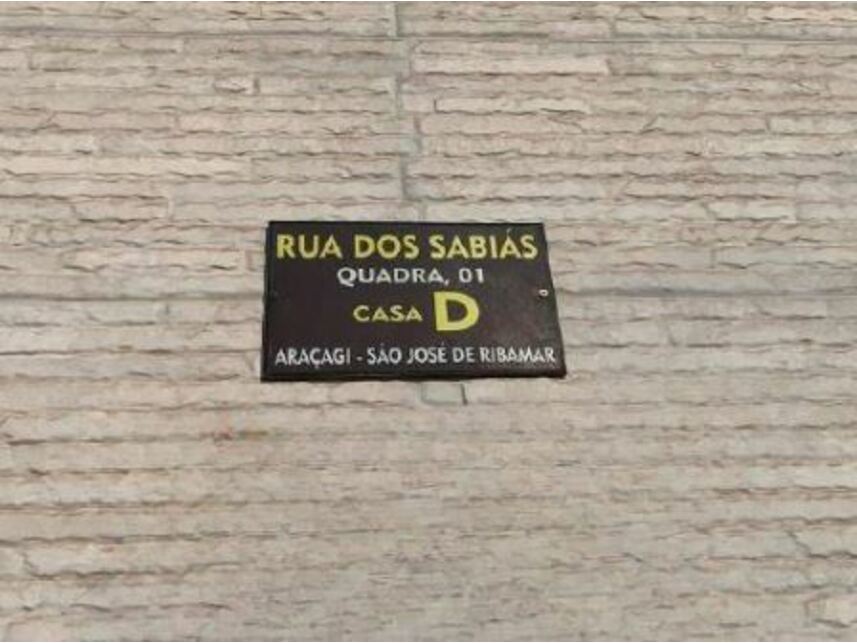 RUA DOS SABIÁS
QUADRA, 01
CASA D
ARAÇAGI - SÃO JOSÉ DE RIBAMAR